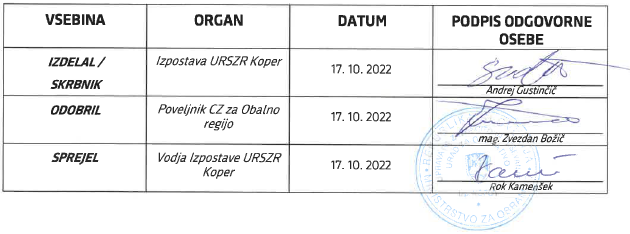 VSEBINA ORGAN DATUM PODPIS ODGOVORNE
OSEBE
IZDELAL / Izpostava URSZR Koper 17. 10. 2022
SKRBNIK
Andrej Gustinčič
ODOBRIL Poveljnik CZ za Obalno 17. 10. 2022
regijo
mag. Zvezdan Božič
SPREJEL Vodja Izpostave URSZR 17. 10. 2022
Koper
Rok Kamenšek